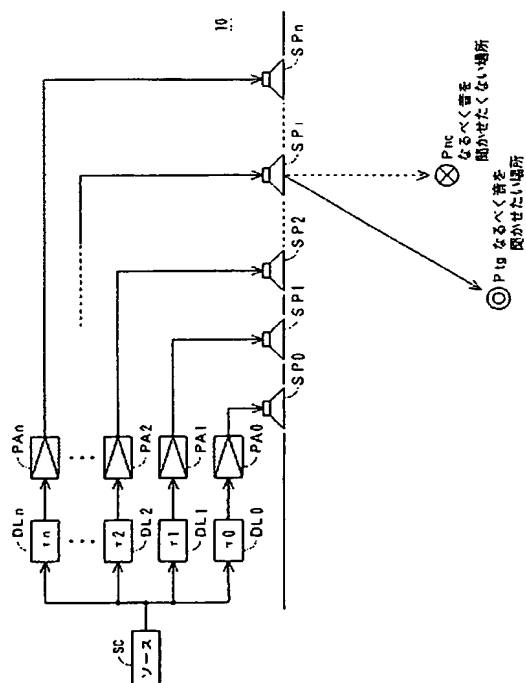 10
SC
ソース
DLn
τn
PAn
DL2
τ2
PA2
DL1
τ1
PA1
DL0
τ0
PA0
SP0
SP1
SP2
SPi
SPn
Ptg なるべく音を
聞かせたい場所
Pnc
なるべく音を
聞かせたくない場所